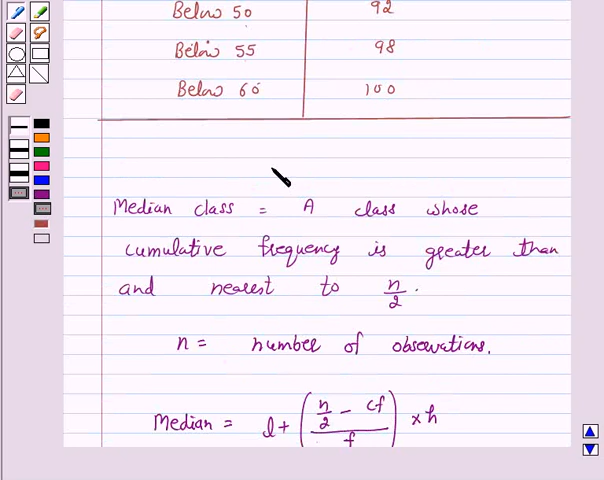 Below 50 92
Below 55 98
Below 60 100
Median class = A class whose
cumulative frequency is greater than
and nearest to n/2.
n = number of observations.
Median = l + ( (n/2 - cf) / f ) × h